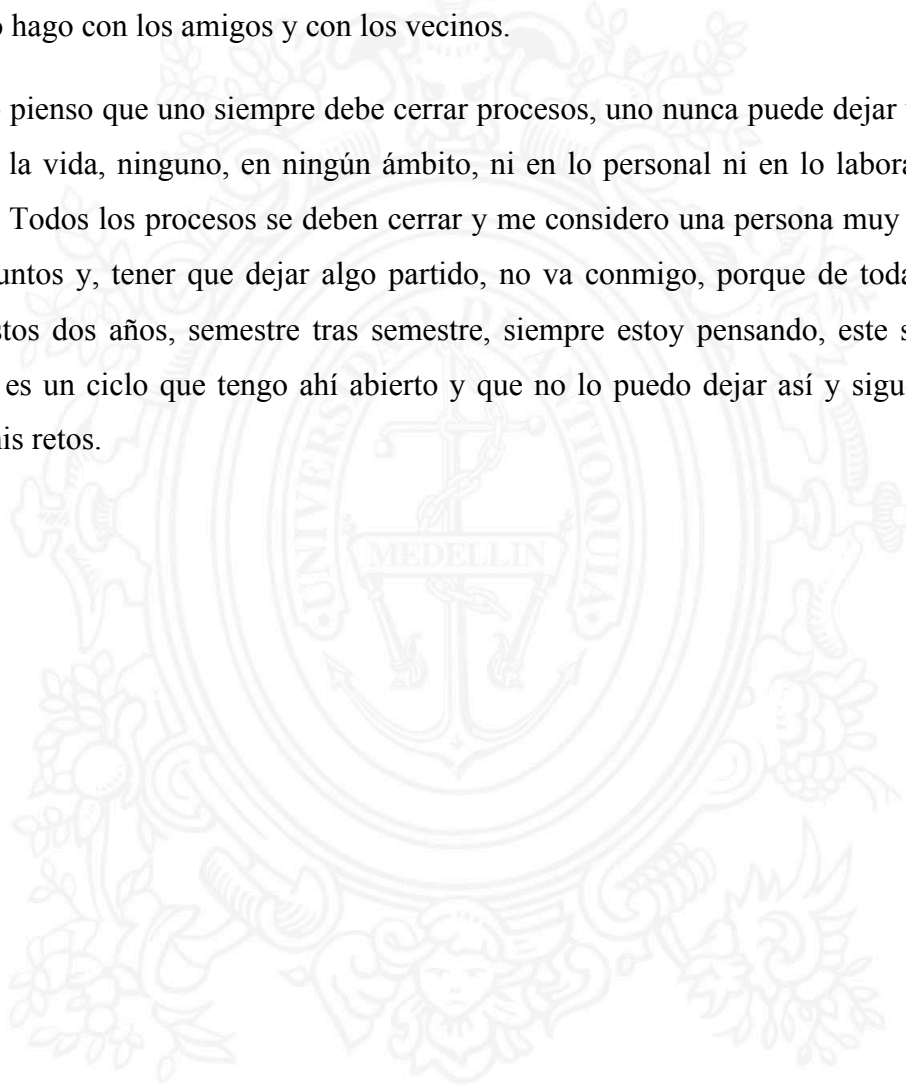 hago con los amigos y con los vecinos.
pienso que uno siempre debe cerrar procesos, uno nunca puede dejar
la vida, ninguno, en ningún ámbito, ni en lo personal ni en lo labora
Todos los procesos se deben cerrar y me considero una persona muy
untos y, tener que dejar algo partido, no va conmigo, porque de toda
stos dos años, semestre tras semestre, siempre estoy pensando, este s
es un ciclo que tengo ahí abierto y que no lo puedo dejar así y sigu
is retos.
UNIVERS
TIOQUIA
MEDELLIN